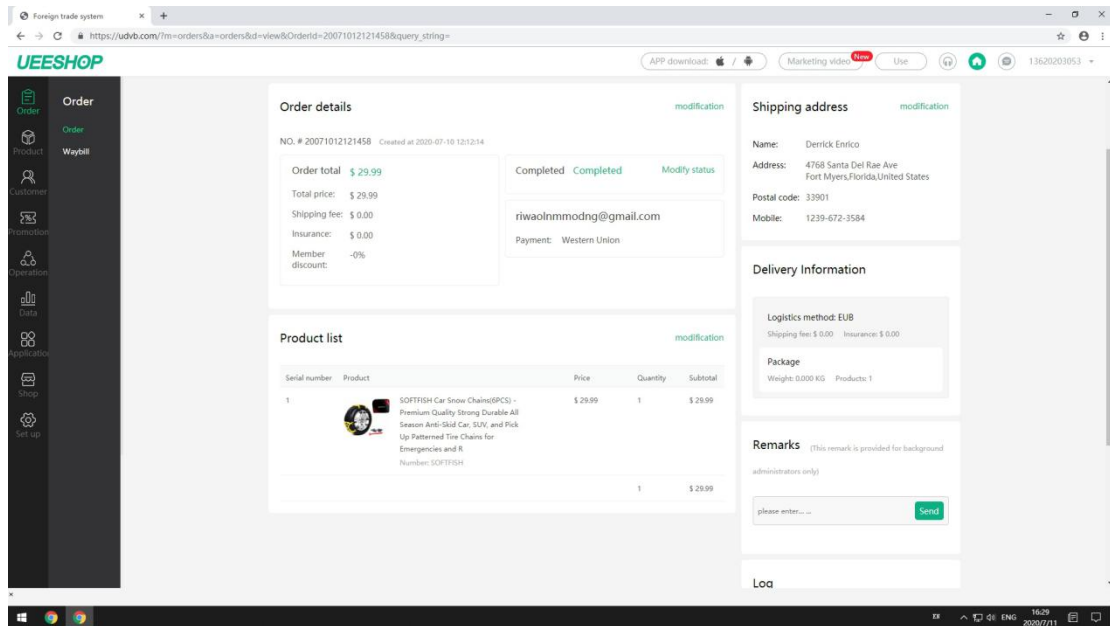 Foreign trade system
https://udvb.com/?m=orders&a=orders&d=view&OrderId=20071012121458&query_string=
UEESHOP
APP download: /
Marketing video
New
Use
13620203053
Order
Product
Customer
Promotion
Operation
Data
Application
Shop
Set up
Order
Order
Waybill
Order details
modification
NO. # 20071012121458 Created at 2020-07-10 12:12:14
Order total $ 29.99
Total price: $ 29.99
Shipping fee: $ 0.00
Insurance: $ 0.00
Member -0%
discount:
Completed Completed Modify status
riwaolnmmodng@gmail.com
Payment: Western Union
Product list
modification
Serial number Product Price Quantity Subtotal
1 SOFTFISH Car Snow Chains(6PCS) - $ 29.99 1 $ 29.99
Premium Quality Strong Durable All
Season Anti-Skid Car, SUV, and Pick
Up Patterned Tire Chains for
Emergencies and R
Number: SOFTFISH
1 $ 29.99
Shipping address
modification
Name: Derrick Enrico
Address: 4768 Santa Del Rae Ave
Fort Myers,Florida,United States
Postal code: 33901
Mobile: 1239-672-3584
Delivery Information
Logistics method: EUB
Shipping fee: $ 0.00 Insurance: $ 0.00
Package
Weight: 0.000 KG Products: 1
Remarks (This remark is provided for background
administrators only)
please enter... ...
Send
Log
ENG
16:29
2020/7/11